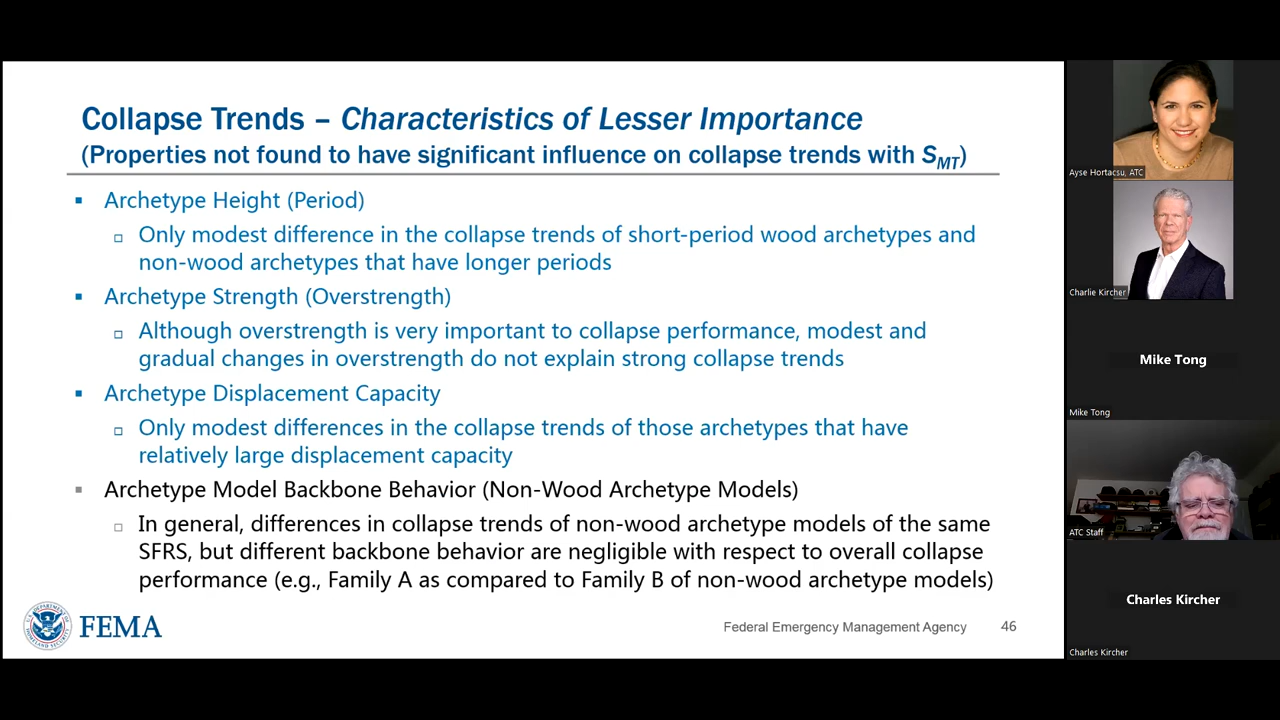 Collapse Trends – Characteristics of Lesser Importance
(Properties not found to have significant influence on collapse trends with SMT)
▪ Archetype Height (Period)
▫ Only modest difference in the collapse trends of short-period wood archetypes and
non-wood archetypes that have longer periods
▪ Archetype Strength (Overstrength)
▫ Although overstrength is very important to collapse performance, modest and
gradual changes in overstrength do not explain strong collapse trends
▪ Archetype Displacement Capacity
▫ Only modest differences in the collapse trends of those archetypes that have
relatively large displacement capacity
▪ Archetype Model Backbone Behavior (Non-Wood Archetype Models)
▫ In general, differences in collapse trends of non-wood archetype models of the same
SFRS, but different backbone behavior are negligible with respect to overall collapse
performance (e.g., Family A as compared to Family B of non-wood archetype models)
FEMA
Federal Emergency Management Agency 46
Ayse Hortacsu, ATC
Charlie Kircher
Mike Tong
Mike Tong
ATC Staff
Charles Kircher
Charles Kircher